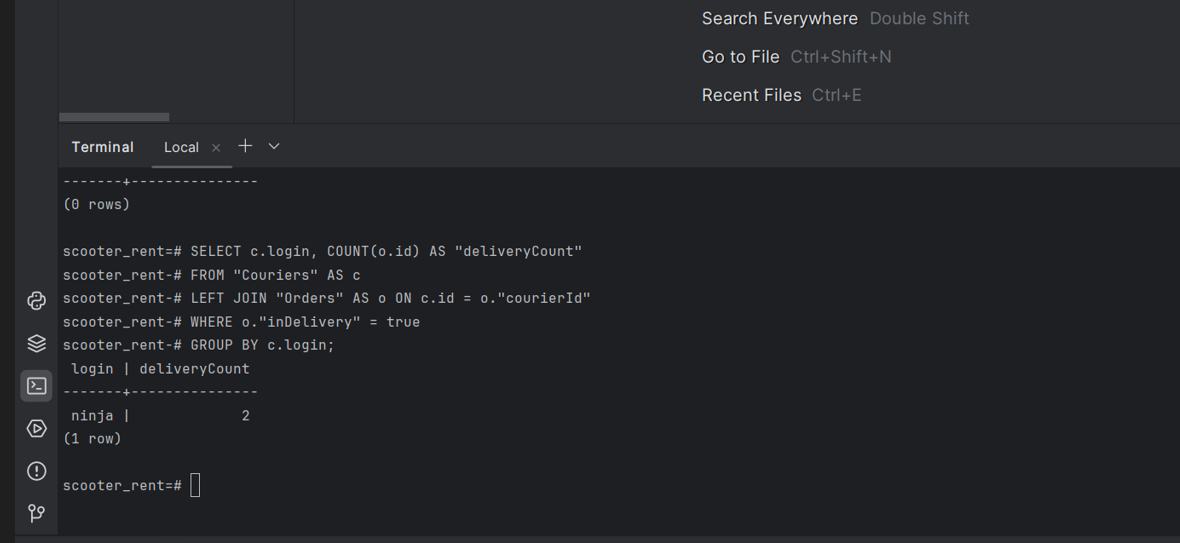 Search Everywhere Double Shift
Go to File Ctrl+Shift+N
Recent Files Ctrl+E
Terminal Local × +
-------+---------------
(0 rows)
scooter_rent=# SELECT c.login, COUNT(o.id) AS "deliveryCount"
scooter_rent-# FROM "Couriers" AS c
scooter_rent-# LEFT JOIN "Orders" AS o ON c.id = o."courierId"
scooter_rent-# WHERE o."inDelivery" = true
scooter_rent-# GROUP BY c.login;
 login | deliveryCount
-------+---------------
 ninja |             2
(1 row)
scooter_rent=#